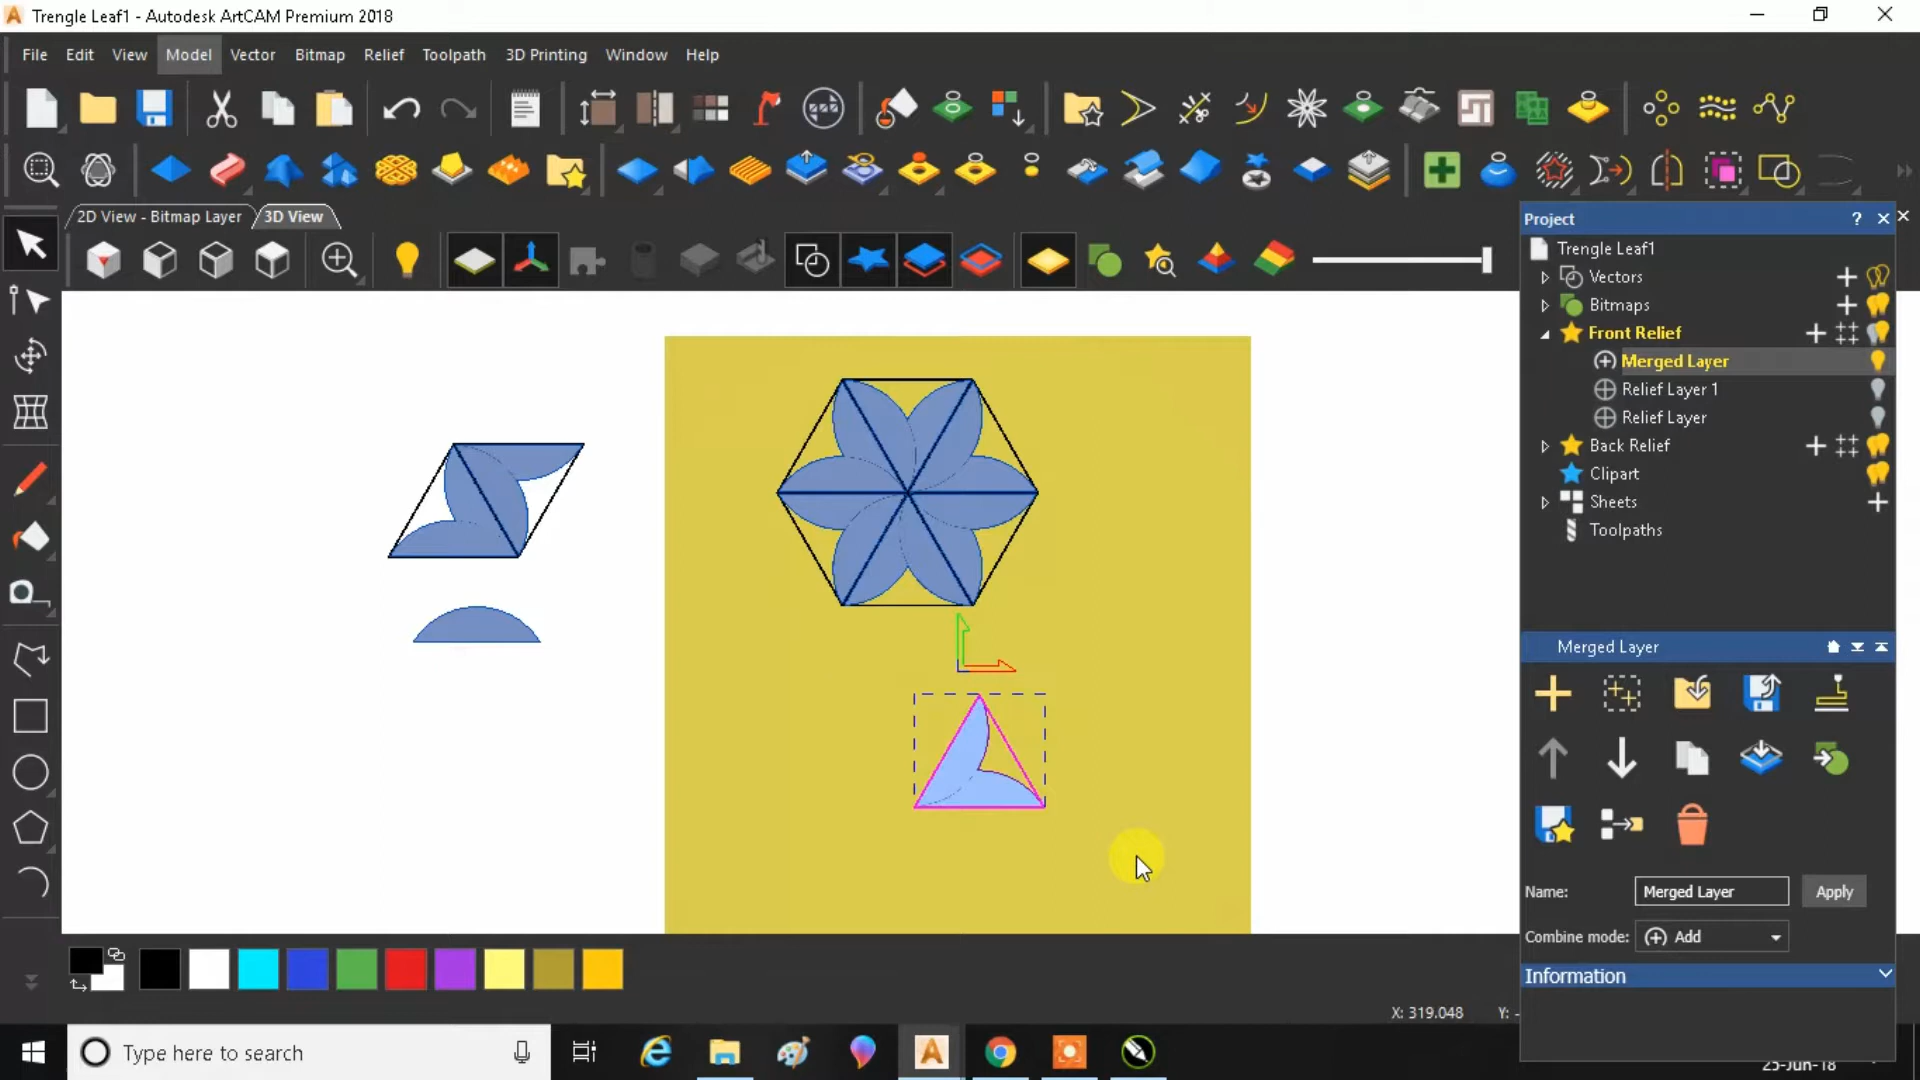 Trengle Leaf1 - Autodesk ArtCAM Premium 2018
File Edit View Model Vector Bitmap Relief Toolpath 3D Printing Window Help
2D View - Bitmap Layer 3D View
Project ?
Trengle Leaf1
Vectors
Bitmaps
Front Relief
Merged Layer
Relief Layer 1
Relief Layer
Back Relief
Clipart
Sheets
Toolpaths
Merged Layer
Name: Merged Layer Apply
Combine mode: Add
Information
X: 319.048 Y: -
Type here to search
25-Jun-18